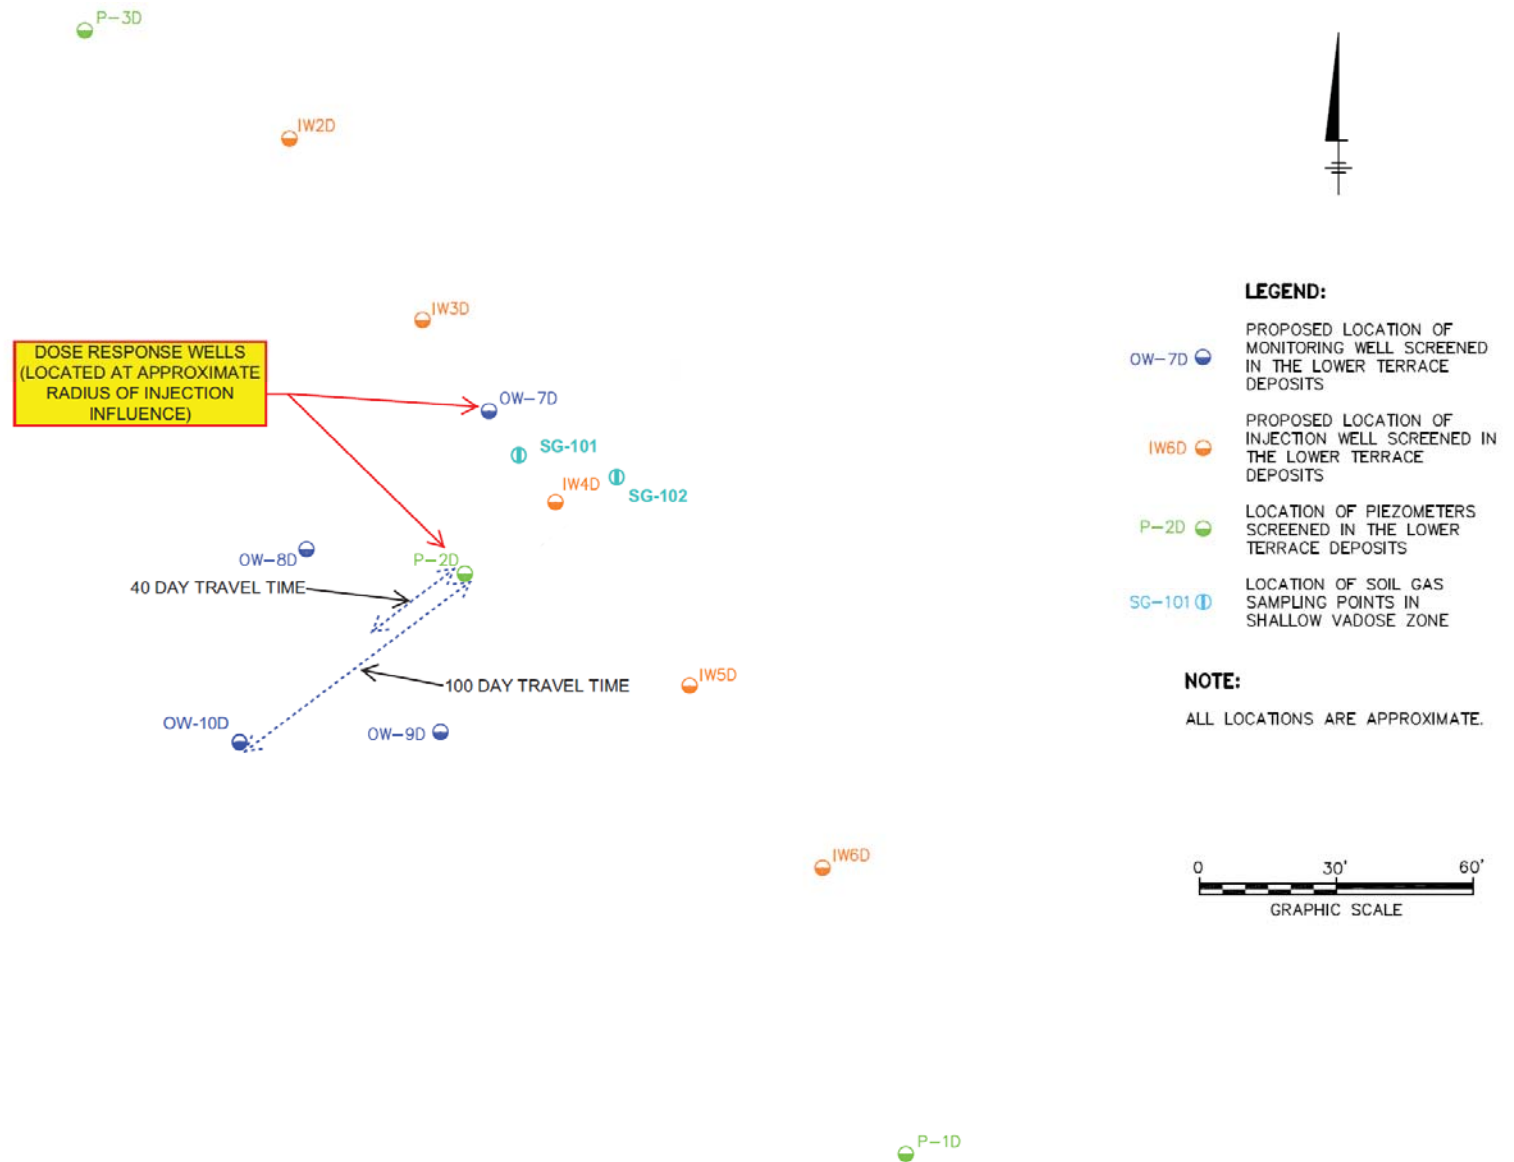 P-3D
IW2D
IW3D
DOSE RESPONSE WELLS
(LOCATED AT APPROXIMATE
RADIUS OF INJECTION
INFLUENCE)
OW-7D
SG-101
IW4D
SG-102
OW-8D
P-2D
40 DAY TRAVEL TIME
100 DAY TRAVEL TIME
IW5D
OW-10D
OW-9D
IW6D
P-1D
LEGEND:
OW-7D
PROPOSED LOCATION OF
MONITORING WELL SCREENED
IN THE LOWER TERRACE
DEPOSITS
IW6D
PROPOSED LOCATION OF
INJECTION WELL SCREENED IN
THE LOWER TERRACE
DEPOSITS
P-2D
LOCATION OF PIEZOMETERS
SCREENED IN THE LOWER
TERRACE DEPOSITS
SG-101
LOCATION OF SOIL GAS
SAMPLING POINTS IN
SHALLOW VADOSE ZONE
NOTE:
ALL LOCATIONS ARE APPROXIMATE.
0 30' 60'
GRAPHIC SCALE